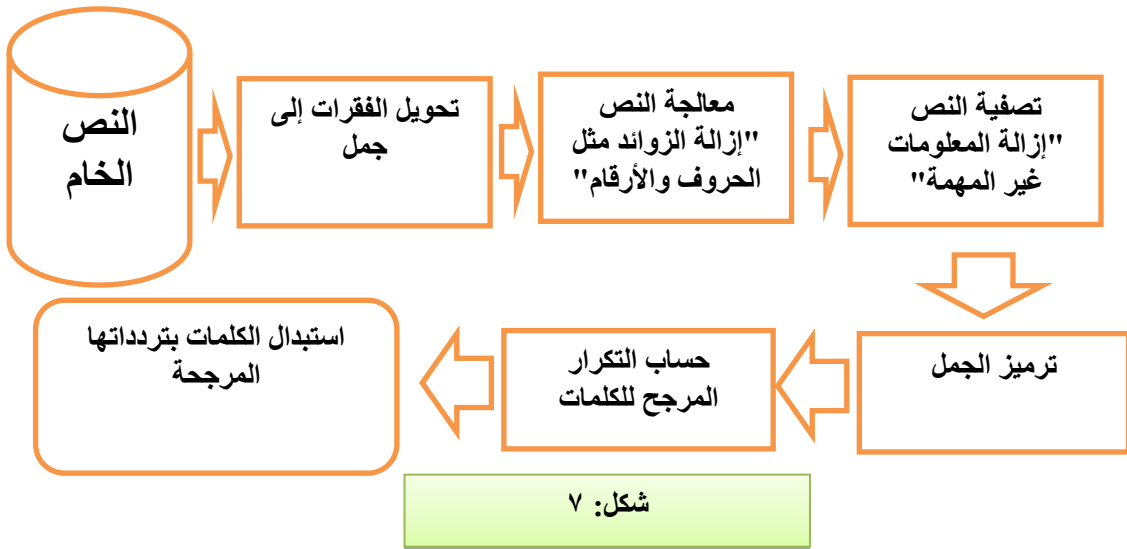 النص
الخام
تحويل الفقرات إلى
جمل
معالجة النص
"إزالة الزوائد مثل
الحروف والأرقام"
تصفية النص
"إزالة المعلومات
غير المهمة"
ترميز الجمل
حساب التكرار
المرجح للكلمات
استبدال الكلمات بتردداتها
المرجحة
شكل: ٧